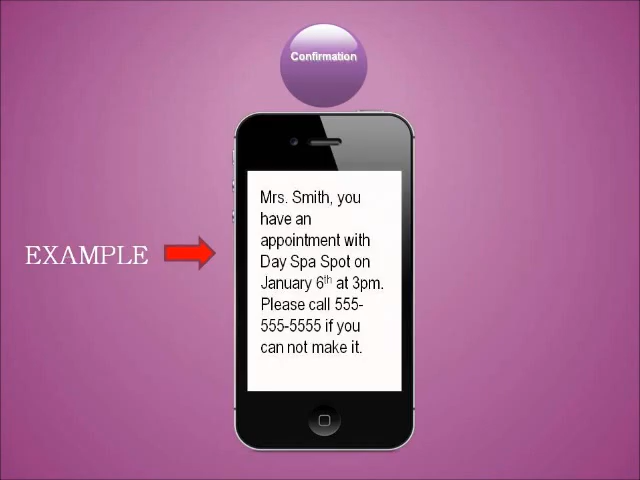 Confirmation
Mrs. Smith, you
have an
appointment with
Day Spa Spot on
January 6th at 3pm.
Please call 555-
555-5555 if you
can not make it.
EXAMPLE